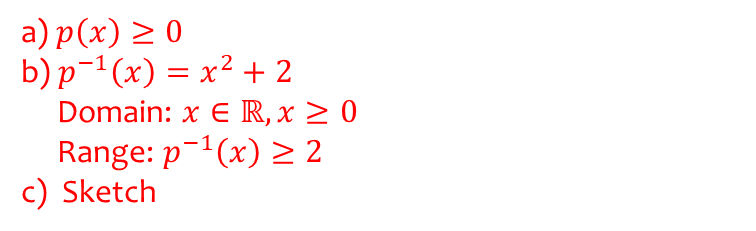 a) p(x) ≥ 0
b) p⁻¹(x) = x² + 2
Domain: x ∈ ℝ, x ≥ 0
Range: p⁻¹(x) ≥ 2
c) Sketch